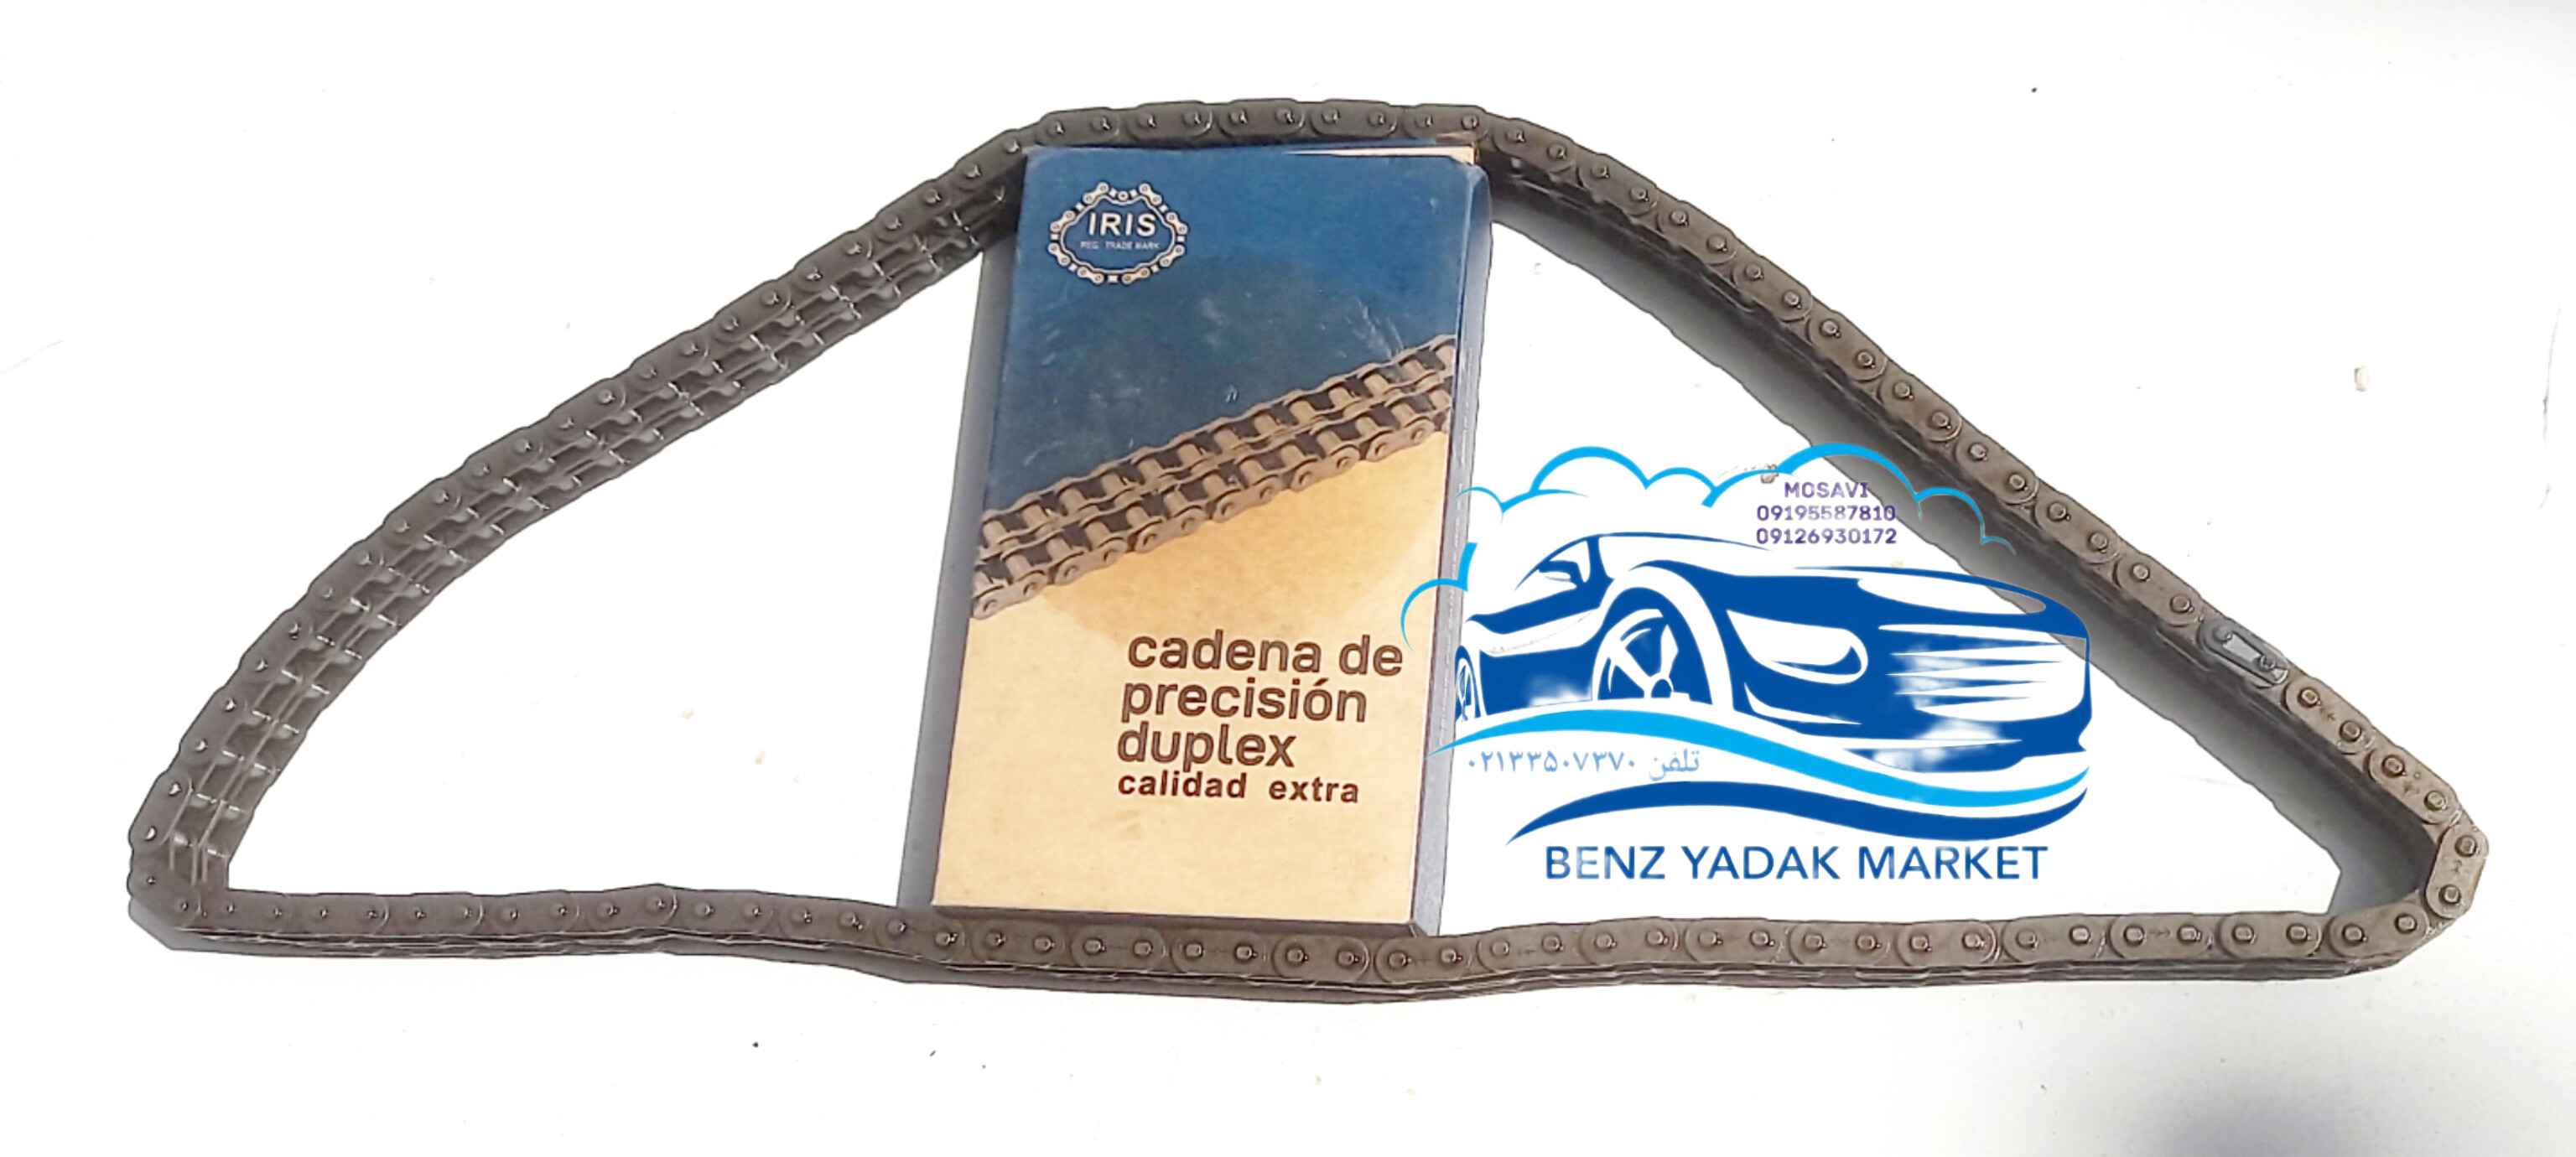 IRIS
REG. TRADE MARK
cadena de
precisión
duplex
calidad extra
MOSAVI
09195587810
09126930172
تلفن ۰۲۱۳۳۵۰۷۳۷۰
BENZ YADAK MARKET